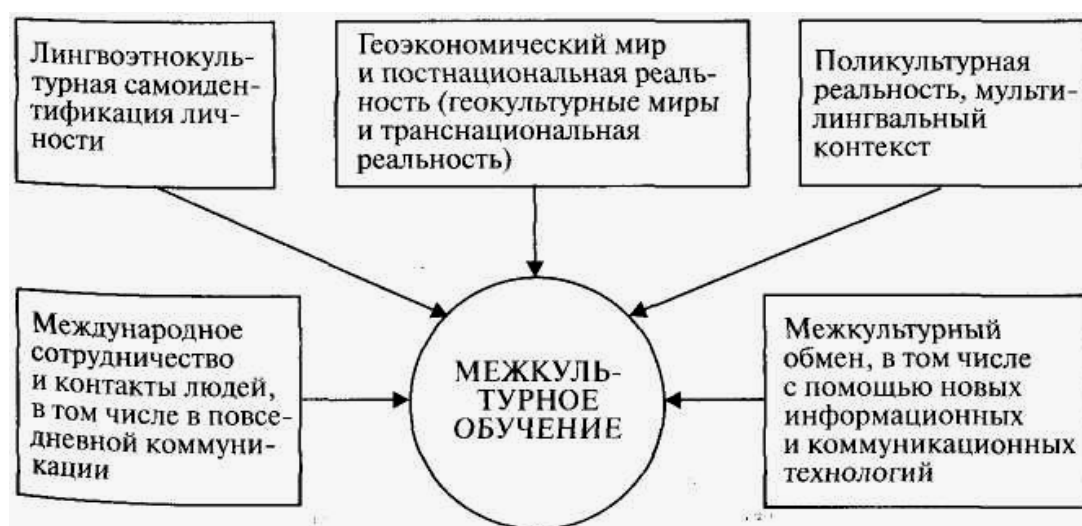 Лингвоэтнокуль-
турная самоиден-
тификация лич-
ности
Геоэкономический мир
и постнациональная реаль-
ность (геокультурные миры
и транснациональная
реальность)
Поликультурная
реальность, мульти-
лингвальный
контекст
Международное
сотрудничество
и контакты людей,
в том числе в повсе-
дневной коммуни-
кации
МЕЖКУЛЬ-
ТУРНОЕ
ОБУЧЕНИЕ
Межкультурный
обмен, в том числе
с помощью новых
информационных
и коммуникационных
технологий